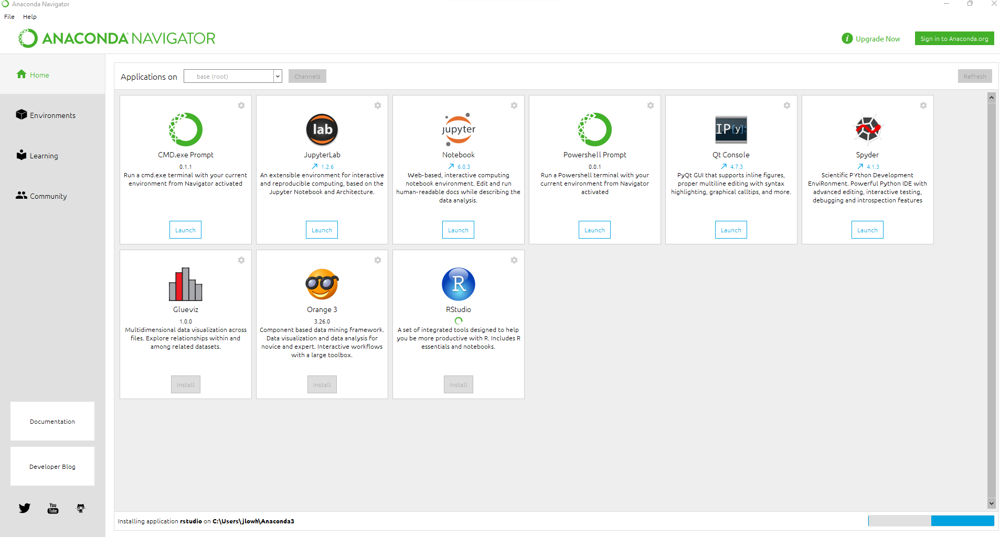 Anaconda Navigator
File Help
ANACONDA NAVIGATOR
Upgrade Now
Sign in to Anaconda.org
Home
Environments
Learning
Community
Documentation
Developer Blog
You
Tube
Applications on
base (root)
Channels
Refresh
CMD.exe Prompt
0.1.1
Run a cmd.exe terminal with your current
environment from Navigator activated
Launch
lab
JupyterLab
1.2.6
An extensible environment for interactive
and reproducible computing, based on the
Jupyter Notebook and Architecture.
Launch
jupyter
Notebook
6.0.3
Web-based, interactive computing
notebook environment. Edit and run
human-readable docs while describing the
data analysis.
Launch
Powershell Prompt
0.0.1
Run a Powershell terminal with your
current environment from Navigator
activated
Launch
IP[y]:
Qt Console
4.7.3
PyQt GUI that supports inline figures,
proper multiline editing with syntax
highlighting, graphical calltips, and more.
Launch
Spyder
4.1.3
Scientific PYthon Development
EnviRonment. Powerful Python IDE with
advanced editing, interactive testing,
debugging and introspection features
Launch
Glueviz
1.0.0
Multidimensional data visualization across
files. Explore relationships within and
among related datasets.
Install
Orange 3
3.26.0
Component based data mining framework.
Data visualization and data analysis for
novice and expert. Interactive workflows
with a large toolbox.
Install
R
RStudio
A set of integrated tools designed to help
you be more productive with R. Includes R
essentials and notebooks.
Install
Installing application rstudio on C:\Users\jlowh\Anaconda3